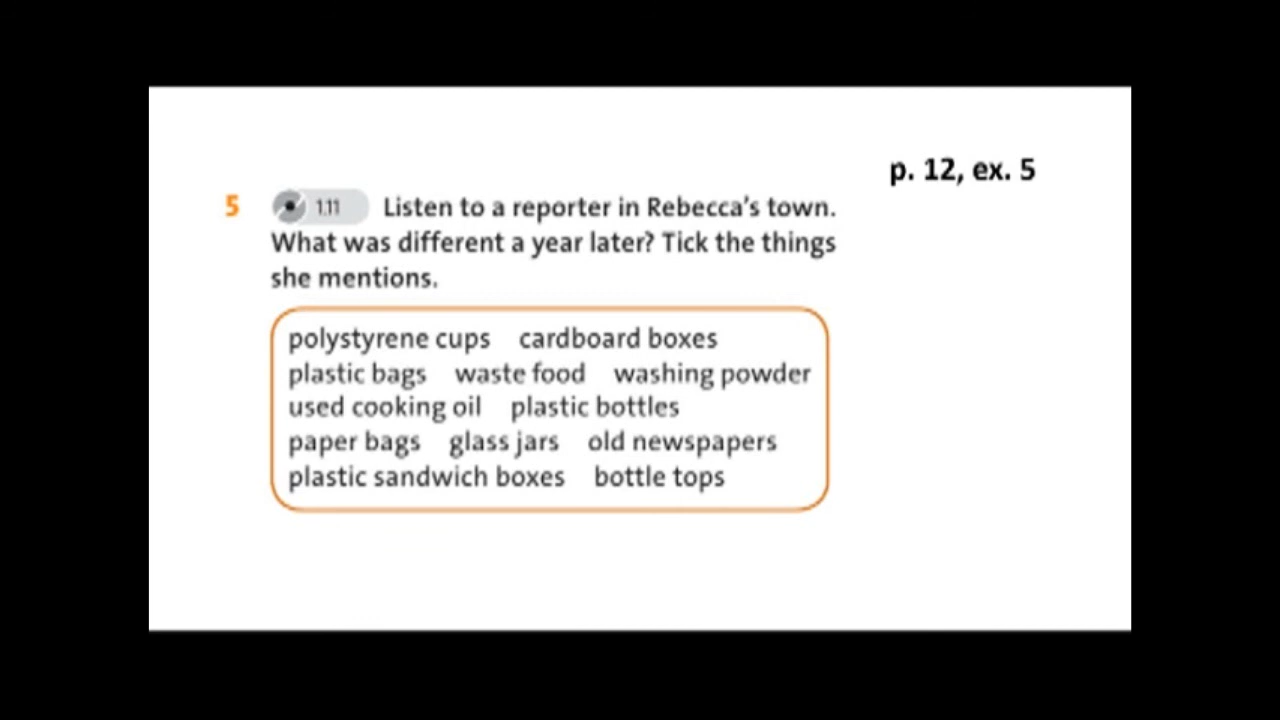 p. 12, ex. 5
5 1.11 Listen to a reporter in Rebecca's town.
What was different a year later? Tick the things
she mentions.
polystyrene cups cardboard boxes
plastic bags waste food washing powder
used cooking oil plastic bottles
paper bags glass jars old newspapers
plastic sandwich boxes bottle tops